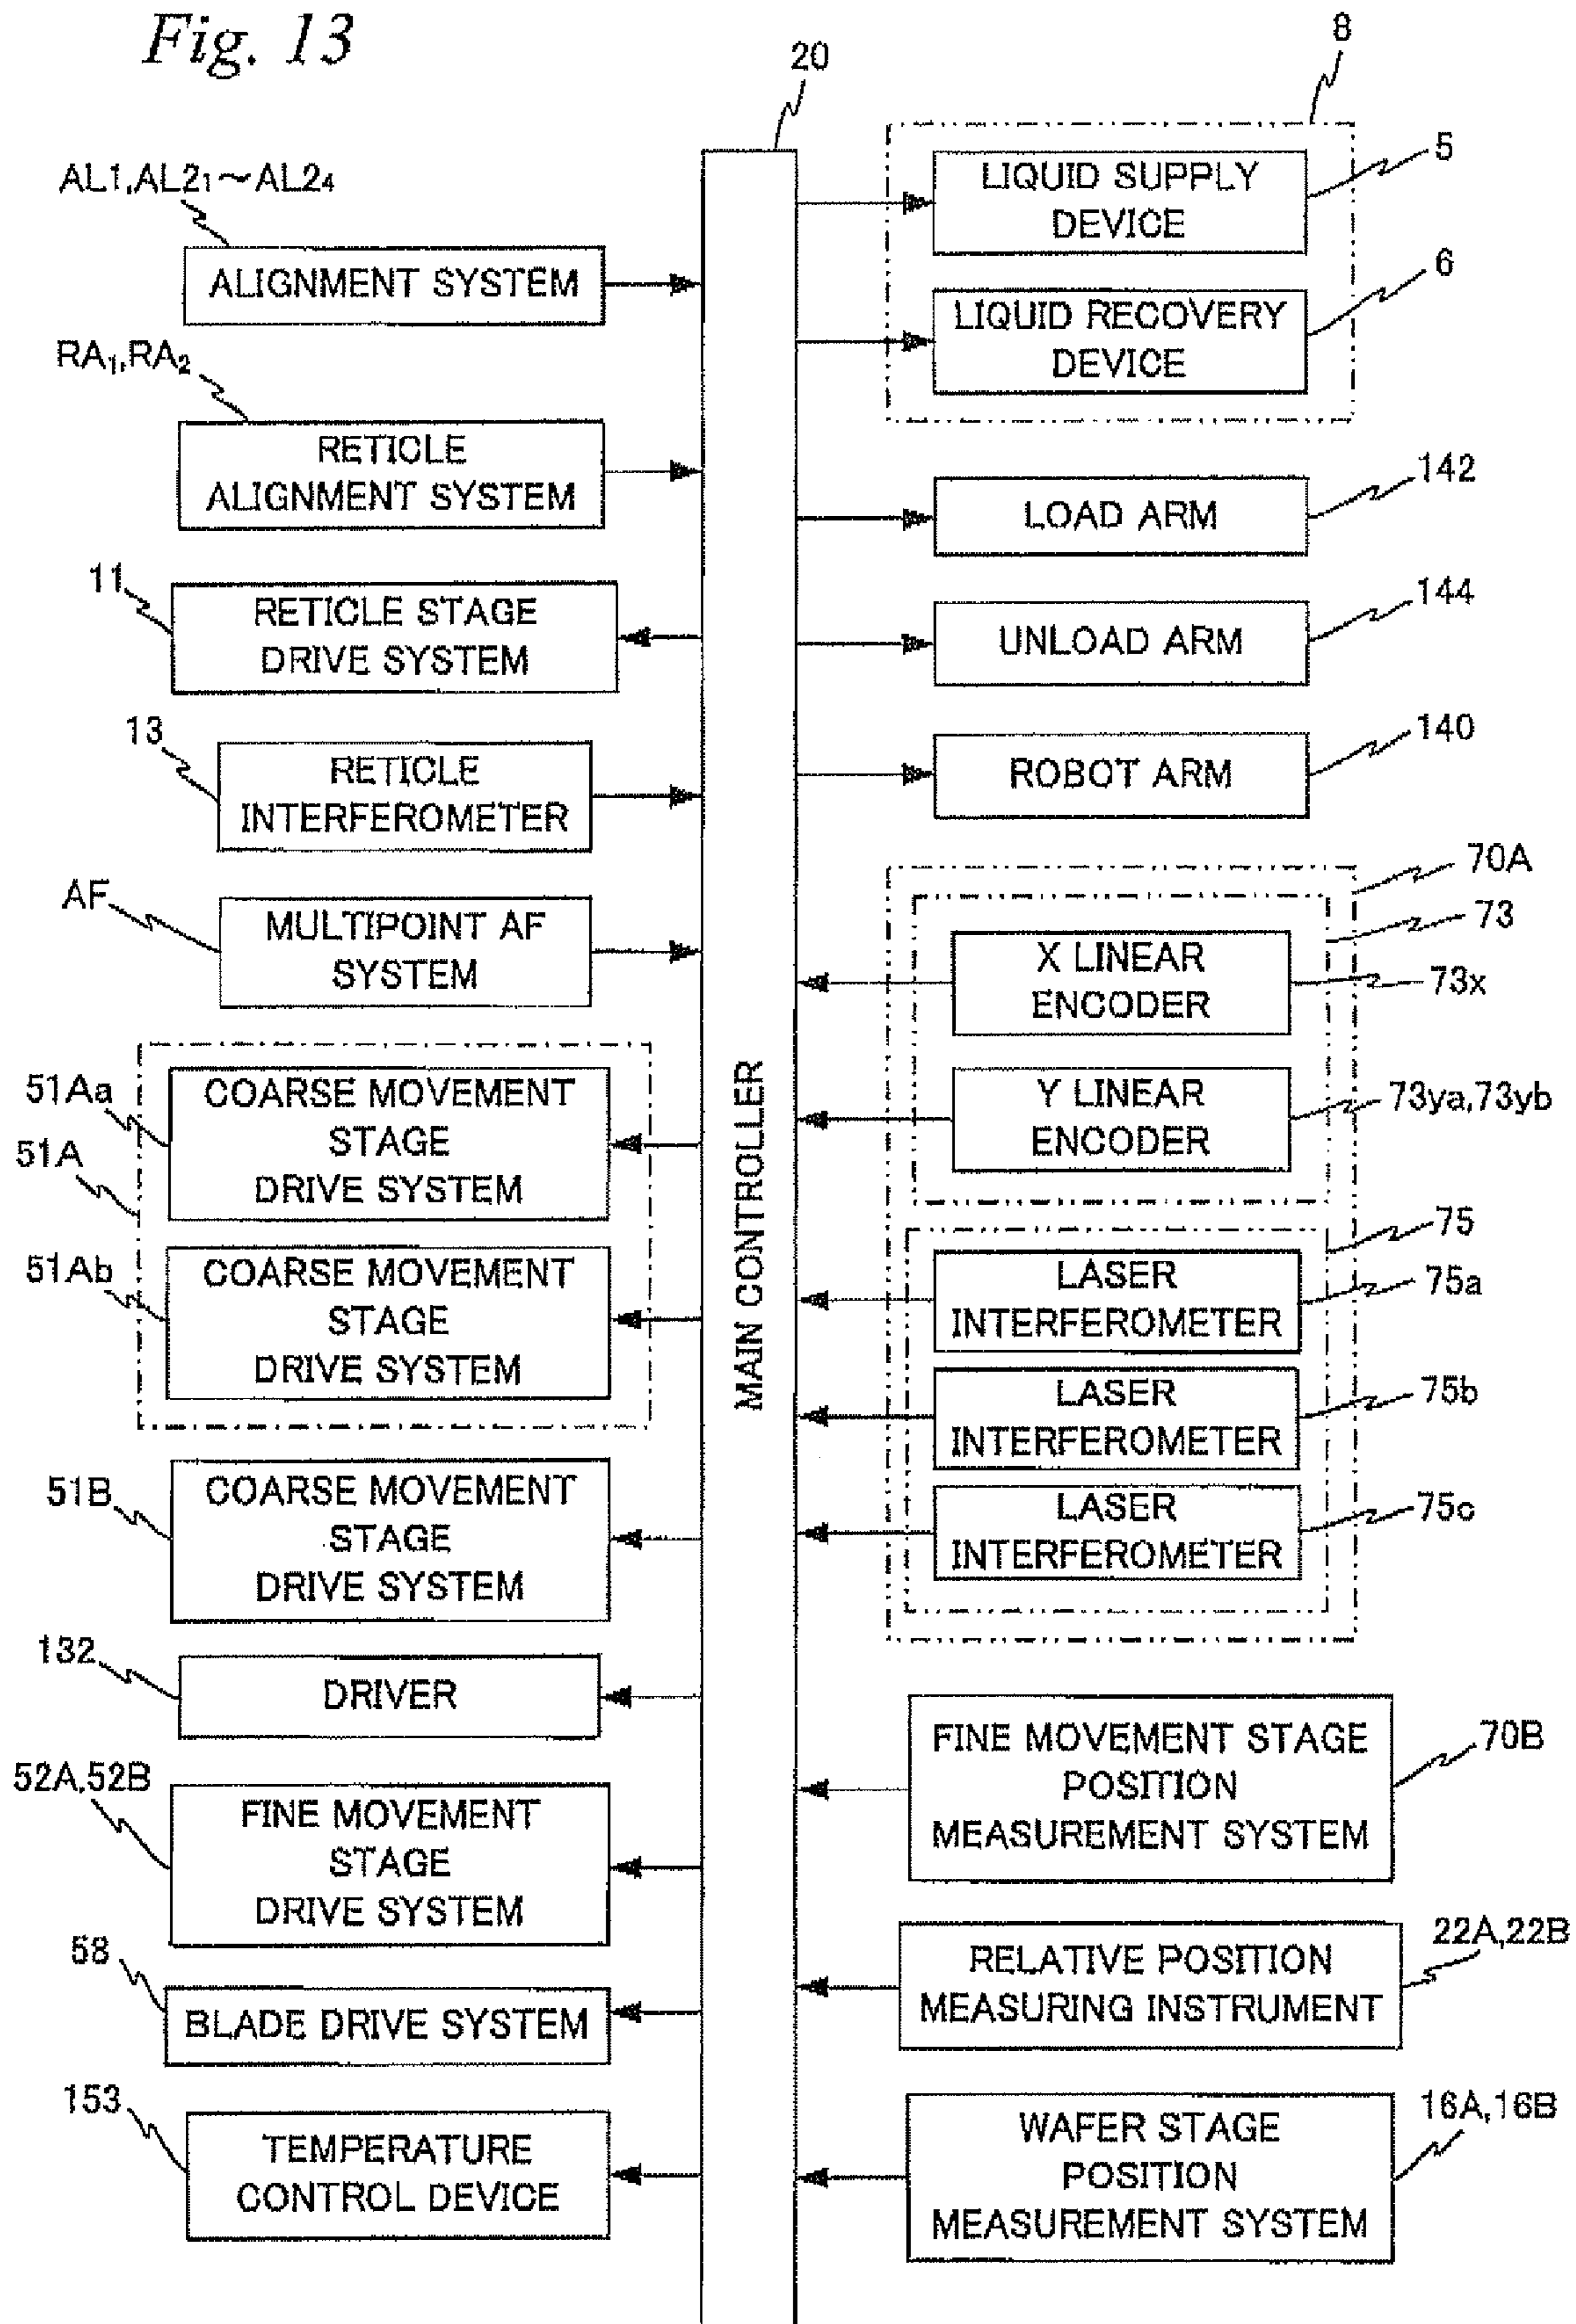 Fig. 13
20
8
AL1,AL2₁～AL2₄
ALIGNMENT SYSTEM
RA₁,RA₂
RETICLE
ALIGNMENT SYSTEM
11
RETICLE STAGE
DRIVE SYSTEM
13
RETICLE
INTERFEROMETER
AF
MULTIPOINT AF
SYSTEM
51Aa
COARSE MOVEMENT
STAGE
DRIVE SYSTEM
51A
51Ab
COARSE MOVEMENT
STAGE
DRIVE SYSTEM
51B
COARSE MOVEMENT
STAGE
DRIVE SYSTEM
132
DRIVER
52A,52B
FINE MOVEMENT
STAGE
DRIVE SYSTEM
58
BLADE DRIVE SYSTEM
153
TEMPERATURE
CONTROL DEVICE
MAIN CONTROLLER
LIQUID SUPPLY
DEVICE
5
LIQUID RECOVERY
DEVICE
6
LOAD ARM
142
UNLOAD ARM
144
ROBOT ARM
140
70A
73
X LINEAR
ENCODER
73x
Y LINEAR
ENCODER
73ya,73yb
75
LASER
INTERFEROMETER
75a
LASER
INTERFEROMETER
75b
LASER
INTERFEROMETER
75c
FINE MOVEMENT STAGE
POSITION
MEASUREMENT SYSTEM
70B
RELATIVE POSITION
MEASURING INSTRUMENT
22A,22B
WAFER STAGE
POSITION
MEASUREMENT SYSTEM
16A,16B